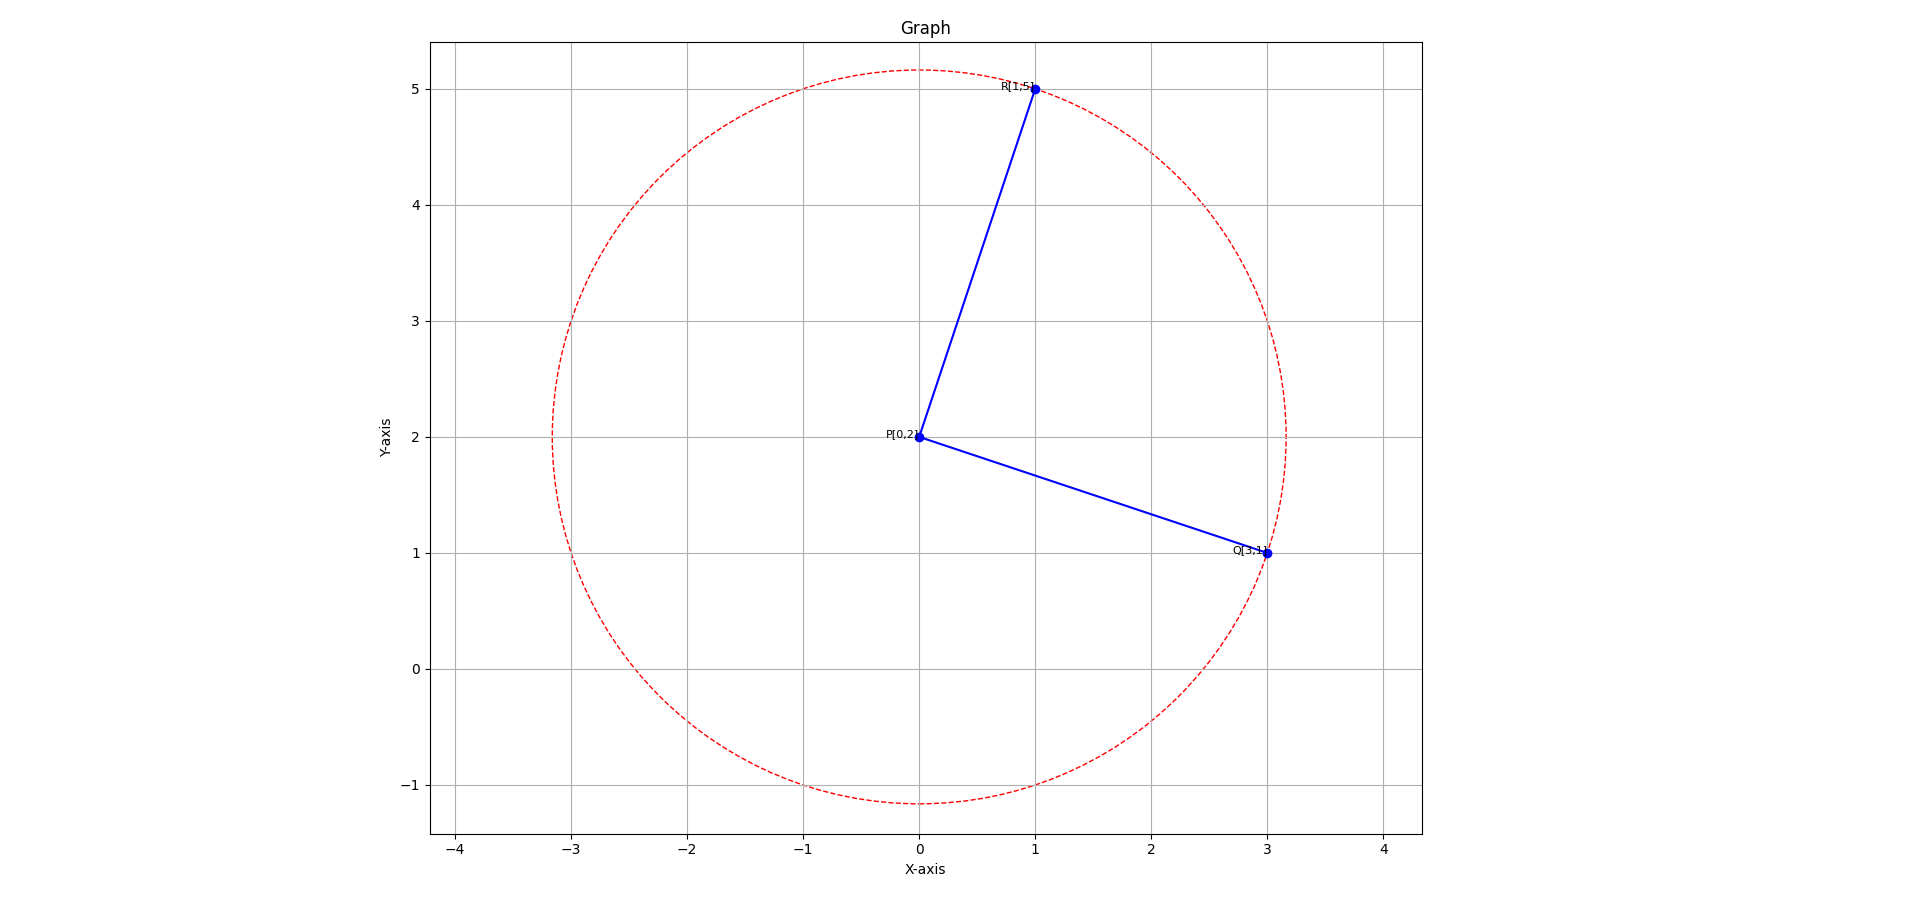 Graph
5
R[1,5]
4
3
Y-axis
2
P[0,2]
1
Q[3,1]
0
−1
−4 −3 −2 −1 0 1 2 3 4
X-axis